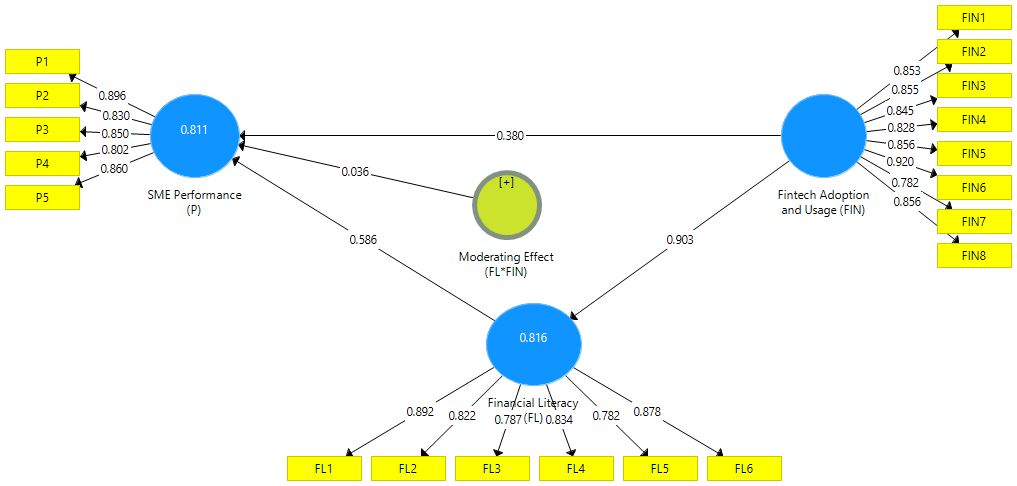 FIN1
FIN2
FIN3
FIN4
FIN5
FIN6
FIN7
FIN8
0.853
0.855
0.845
0.828
0.856
0.920
0.782
0.856
P1
P2
P3
P4
P5
0.896
0.830
0.850
0.802
0.860
0.811
SME Performance
(P)
0.380
0.036
[+]
Moderating Effect
(FL*FIN)
Fintech Adoption
and Usage (FIN)
0.586
0.903
0.816
Financial Literacy
(FL)
0.892
0.822
0.787
0.834
0.782
0.878
FL1
FL2
FL3
FL4
FL5
FL6